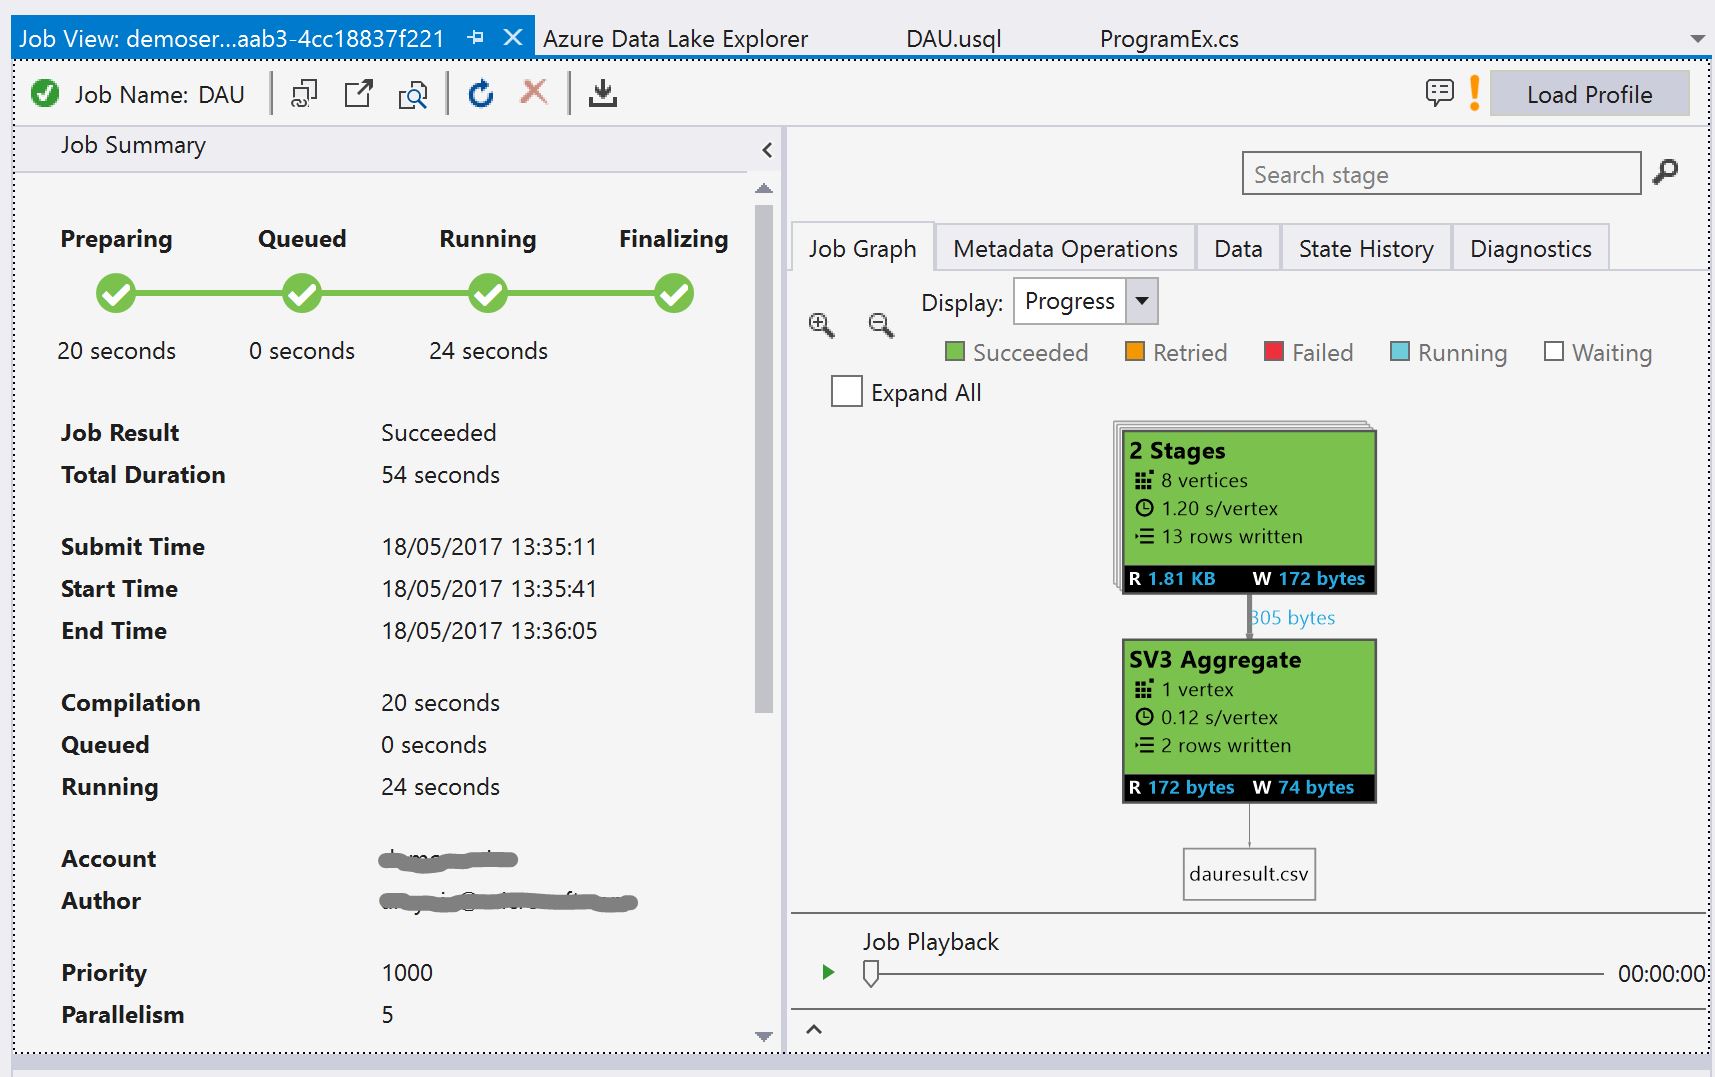 Job View: demoser...aab3-4cc18837f221 Azure Data Lake Explorer DAU.usql ProgramEx.cs
Job Name: DAU Load Profile
Job Summary
Search stage
Preparing Queued Running Finalizing
20 seconds 0 seconds 24 seconds
Job Result Succeeded
Total Duration 54 seconds
Submit Time 18/05/2017 13:35:11
Start Time 18/05/2017 13:35:41
End Time 18/05/2017 13:36:05
Compilation 20 seconds
Queued 0 seconds
Running 24 seconds
Account
Author
Priority 1000
Parallelism 5
Job Graph Metadata Operations Data State History Diagnostics
Display: Progress
Succeeded Retried Failed Running Waiting
Expand All
2 Stages
8 vertices
1.20 s/vertex
13 rows written
R 1.81 KB W 172 bytes
305 bytes
SV3 Aggregate
1 vertex
0.12 s/vertex
2 rows written
R 172 bytes W 74 bytes
dauresult.csv
Job Playback
00:00:00